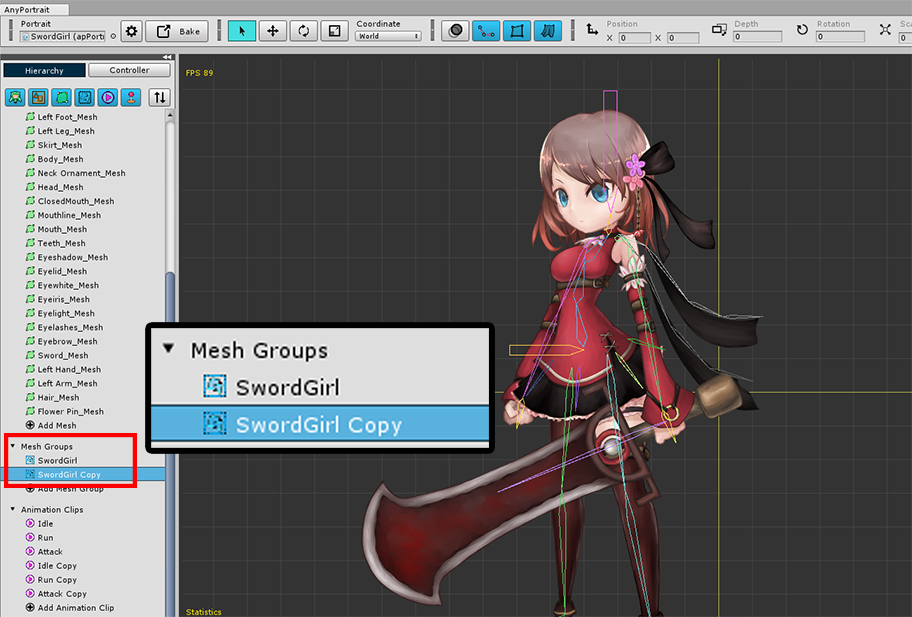 AnyPortrait
Portrait
SwordGirl (apPorti
Bake
Coordinate
World
Position
X 0 X 0
Depth
0
Rotation
0
Sca
0
Hierarchy
Controller
FPS 89
Left Foot_Mesh
Left Leg_Mesh
Skirt_Mesh
Body_Mesh
Neck Ornament_Mesh
Head_Mesh
ClosedMouth_Mesh
Mouthline_Mesh
Mouth_Mesh
Teeth_Mesh
Eyeshadow_Mesh
Eyelid_Mesh
Eyewhite_Mesh
Eyeiris_Mesh
Eyelight_Mesh
Eyelashes_Mesh
Eyebrow_Mesh
Sword_Mesh
Left Hand_Mesh
Left Arm_Mesh
Hair_Mesh
Flower Pin_Mesh
Add Mesh
Mesh Groups
SwordGirl
SwordGirl Copy
Add Mesh Group
Animation Clips
Idle
Run
Attack
Idle Copy
Run Copy
Attack Copy
Add Animation Clip
Mesh Groups
SwordGirl
SwordGirl Copy
Statistics